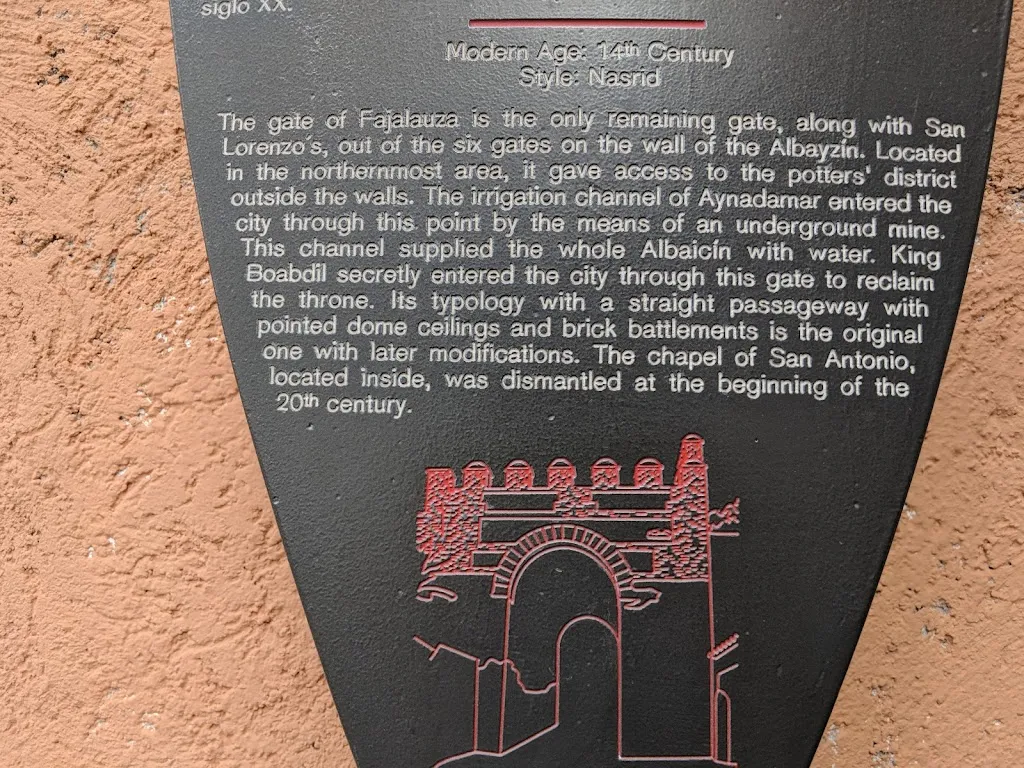 siglo XX.
Modern Age: 14th Century
Style: Nasrid
The gate of Fajalauza is the only remaining gate, along with San
Lorenzo's, out of the six gates on the wall of the Albayzín. Located
in the northernmost area, it gave access to the potters' district
outside the walls. The irrigation channel of Aynadamar entered the
city through this point by the means of an underground mine.
This channel supplied the whole Albaicín with water. King
Boabdil secretly entered the city through this gate to reclaim
the throne. Its typology with a straight passageway with
pointed dome ceilings and brick battlements is the original
one with later modifications. The chapel of San Antonio,
located inside, was dismantled at the beginning of the
20th century.